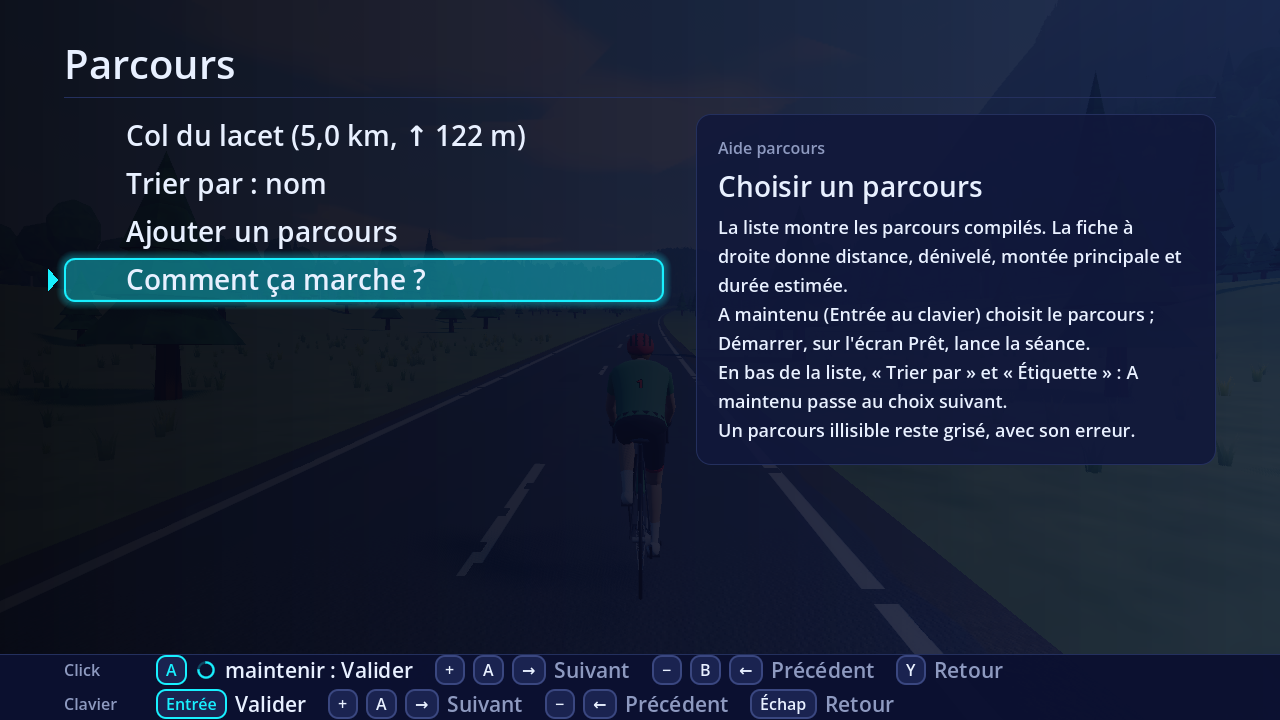 Parcours
Col du lacet (5,0 km, ↑ 122 m)
Trier par : nom
Ajouter un parcours
Comment ça marche ?
Aide parcours
Choisir un parcours
La liste montre les parcours compilés. La fiche à
droite donne distance, dénivelé, montée principale et
durée estimée.
A maintenu (Entrée au clavier) choisit le parcours ;
Démarrer, sur l'écran Prêt, lance la séance.
En bas de la liste, « Trier par » et « Étiquette » : A
maintenu passe au choix suivant.
Un parcours illisible reste grisé, avec son erreur.
Click A maintenir : Valider + A → Suivant − B ← Précédent Y Retour
Clavier Entrée Valider + A → Suivant − ← Précédent Échap Retour